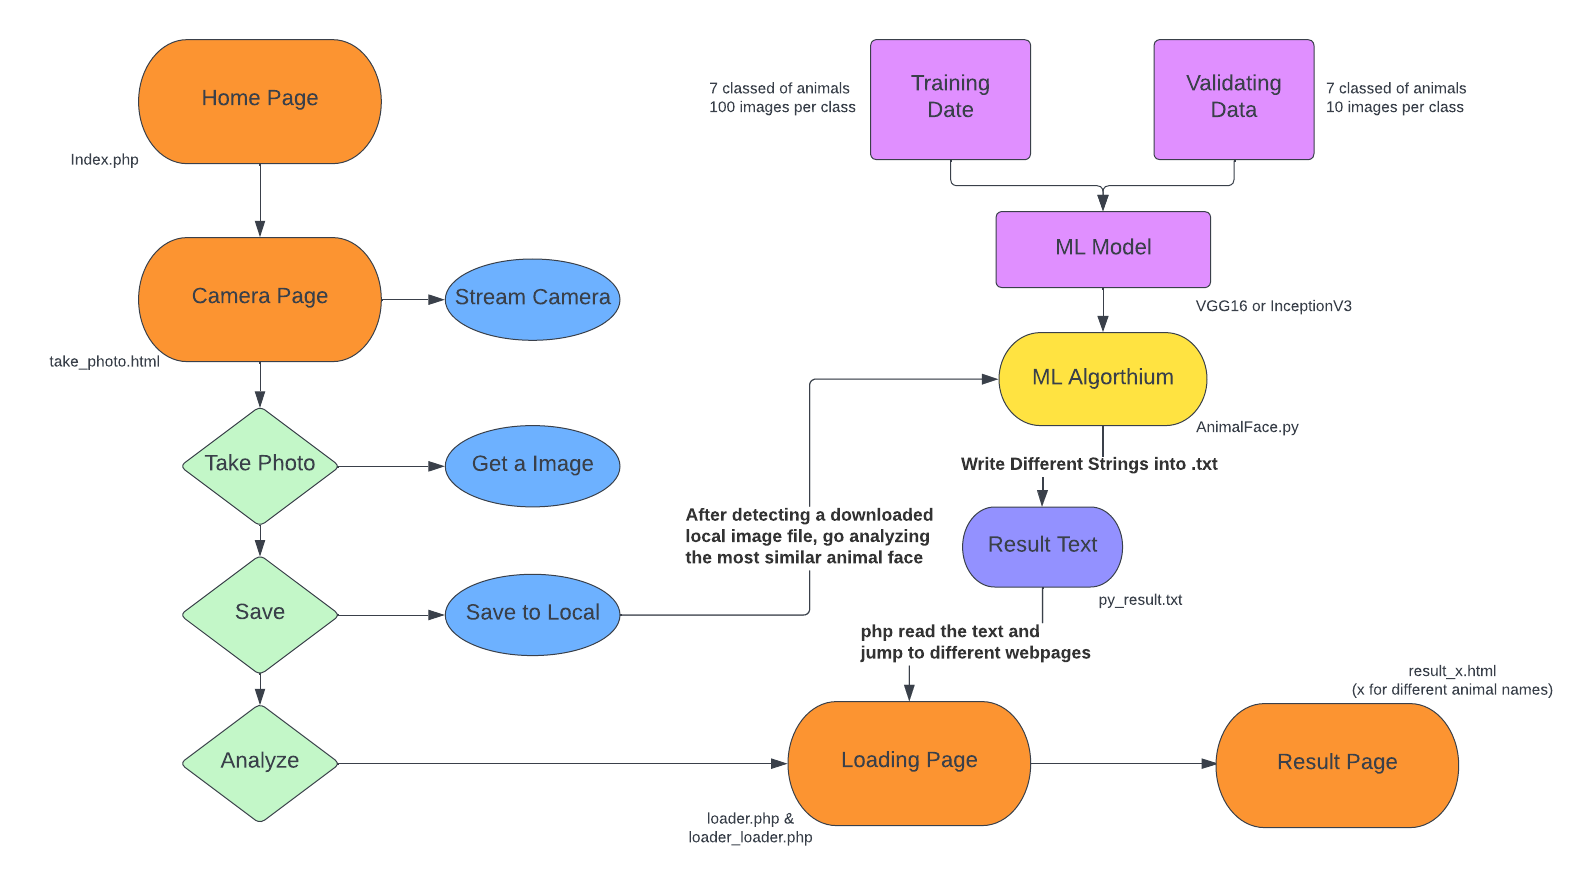 Home Page
Index.php
Camera Page
take_photo.html
Stream Camera
Take Photo
Get a Image
Save
Save to Local
Analyze
After detecting a downloaded
local image file, go analyzing
the most similar animal face
7 classed of animals
100 images per class
Training
Date
Validating
Data
7 classed of animals
10 images per class
ML Model
VGG16 or InceptionV3
ML Algorthium
AnimalFace.py
Write Different Strings into .txt
Result Text
py_result.txt
php read the text and
jump to different webpages
Loading Page
loader.php &
loader_loader.php
result_x.html
(x for different animal names)
Result Page